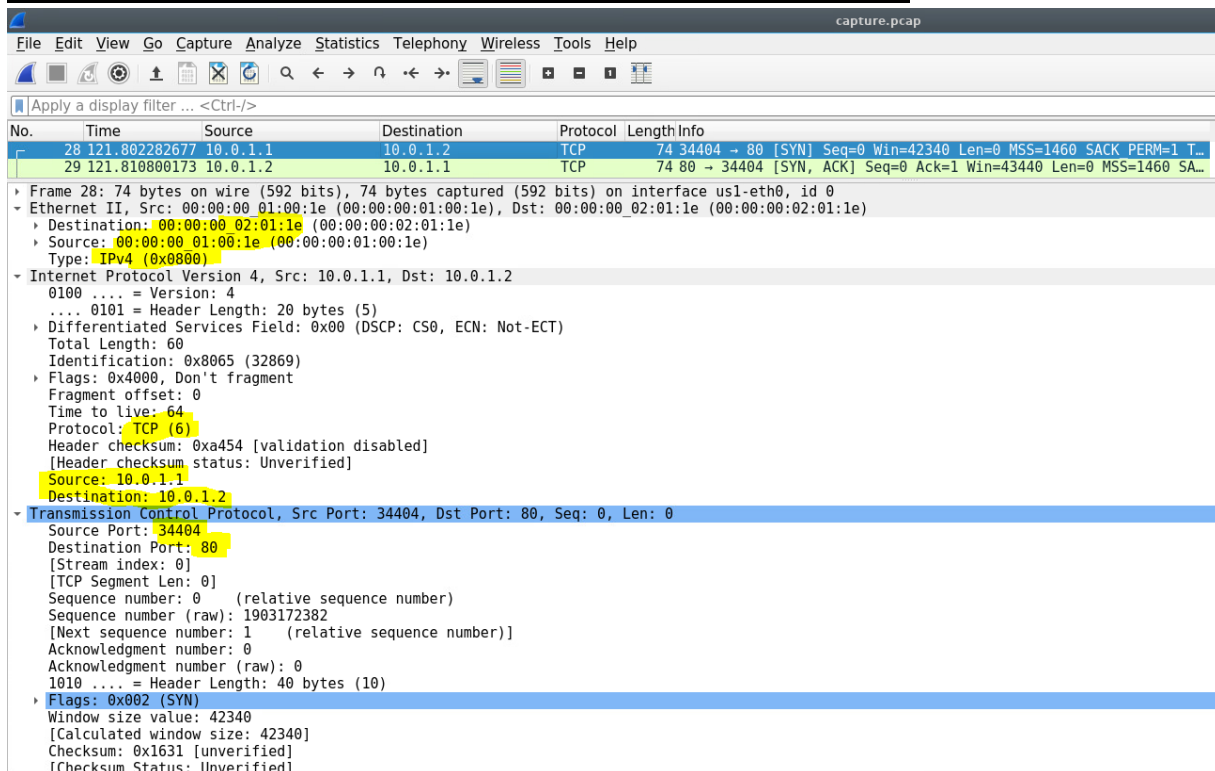 capture.pcap
File Edit View Go Capture Analyze Statistics Telephony Wireless Tools Help
Apply a display filter ... <Ctrl-/>
No. Time Source Destination Protocol Length Info
28 121.802282677 10.0.1.1 10.0.1.2 TCP 74 34404 → 80 [SYN] Seq=0 Win=42340 Len=0 MSS=1460 SACK_PERM=1 T…
29 121.810800173 10.0.1.2 10.0.1.1 TCP 74 80 → 34404 [SYN, ACK] Seq=0 Ack=1 Win=43440 Len=0 MSS=1460 SA…
Frame 28: 74 bytes on wire (592 bits), 74 bytes captured (592 bits) on interface us1-eth0, id 0
Ethernet II, Src: 00:00:00_01:00:1e (00:00:00:01:00:1e), Dst: 00:00:00_02:01:1e (00:00:00:02:01:1e)
Destination: 00:00:00_02:01:1e (00:00:00:02:01:1e)
Source: 00:00:00_01:00:1e (00:00:00:01:00:1e)
Type: IPv4 (0x0800)
Internet Protocol Version 4, Src: 10.0.1.1, Dst: 10.0.1.2
0100 .... = Version: 4
.... 0101 = Header Length: 20 bytes (5)
Differentiated Services Field: 0x00 (DSCP: CS0, ECN: Not-ECT)
Total Length: 60
Identification: 0x8065 (32869)
Flags: 0x4000, Don't fragment
Fragment offset: 0
Time to live: 64
Protocol: TCP (6)
Header checksum: 0xa454 [validation disabled]
[Header checksum status: Unverified]
Source: 10.0.1.1
Destination: 10.0.1.2
Transmission Control Protocol, Src Port: 34404, Dst Port: 80, Seq: 0, Len: 0
Source Port: 34404
Destination Port: 80
[Stream index: 0]
[TCP Segment Len: 0]
Sequence number: 0 (relative sequence number)
Sequence number (raw): 1903172382
[Next sequence number: 1 (relative sequence number)]
Acknowledgment number: 0
Acknowledgment number (raw): 0
1010 .... = Header Length: 40 bytes (10)
Flags: 0x002 (SYN)
Window size value: 42340
[Calculated window size: 42340]
Checksum: 0x1631 [unverified]
[Checksum Status: Unverified]